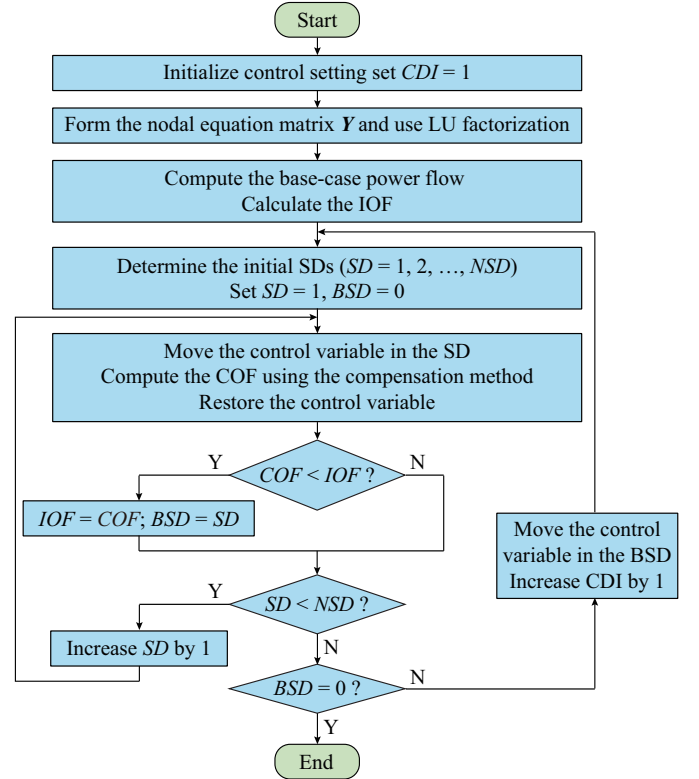 Start
Initialize control setting set CDI = 1
Form the nodal equation matrix Y and use LU factorization
Compute the base-case power flow
Calculate the IOF
Determine the initial SDs (SD = 1, 2, …, NSD)
Set SD = 1, BSD = 0
Move the control variable in the SD
Compute the COF using the compensation method
Restore the control variable
Y
COF < IOF ?
N
IOF = COF; BSD = SD
Move the control
variable in the BSD
Increase CDI by 1
Y
SD < NSD ?
N
Increase SD by 1
BSD = 0 ?
N
Y
End